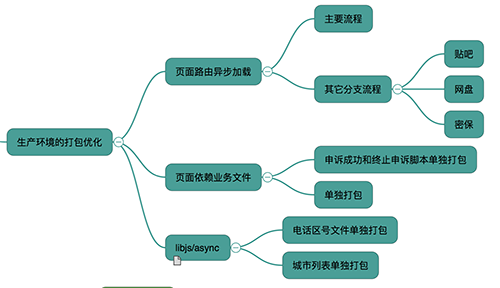 生产环境的打包优化
页面路由异步加载
主要流程
其它分支流程
贴吧
网盘
密保
页面依赖业务文件
申诉成功和终止申诉脚本单独打包
单独打包
libjs/async
电话区号文件单独打包
城市列表单独打包